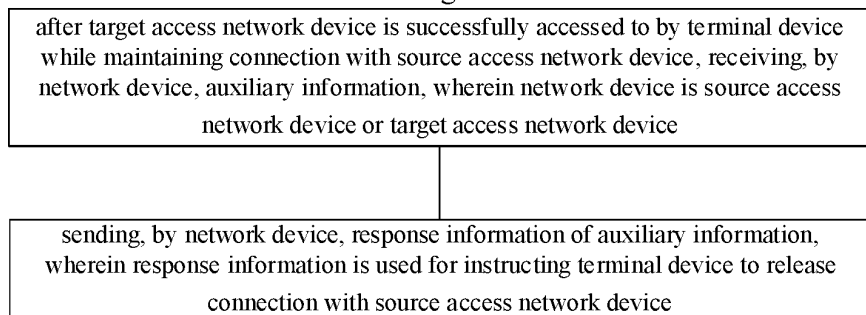 after target access network device is successfully accessed to by terminal device
while maintaining connection with source access network device, receiving, by
network device, auxiliary information, wherein network device is source access
network device or target access network device
sending, by network device, response information of auxiliary information,
wherein response information is used for instructing terminal device to release
connection with source access network device